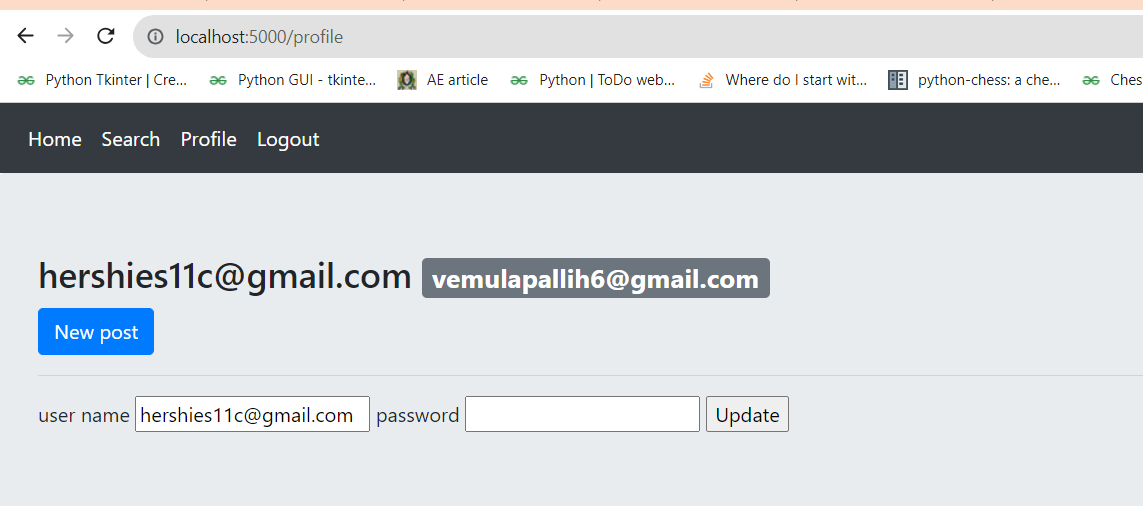 localhost:5000/profile
Python Tkinter | Cre... Python GUI - tkinte... AE article Python | ToDo web... Where do I start wit... python-chess: a che... Ches
Home Search Profile Logout
hershies11c@gmail.com vemulapallih6@gmail.com
New post
user name hershies11c@gmail.com password Update